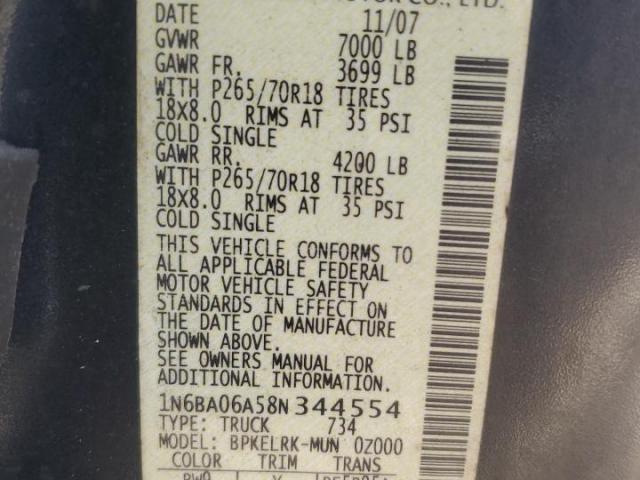 MOTOR CO., LTD.
DATE 11/07
GVWR 7000 LB
GAWR FR. 3699 LB
WITH P265/70R18 TIRES
18X8.0 RIMS AT 35 PSI
COLD SINGLE
GAWR RR. 4200 LB
WITH P265/70R18 TIRES
18X8.0 RIMS AT 35 PSI
COLD SINGLE
THIS VEHICLE CONFORMS TO
ALL APPLICABLE FEDERAL
MOTOR VEHICLE SAFETY
STANDARDS IN EFFECT ON
THE DATE OF MANUFACTURE
SHOWN ABOVE.
SEE OWNERS MANUAL FOR
ADDITIONAL INFORMATION.
1N6BA06A58N344554
TYPE: TRUCK 734
MODEL: BPKELRK-MUN 0Z000
COLOR TRIM TRANS